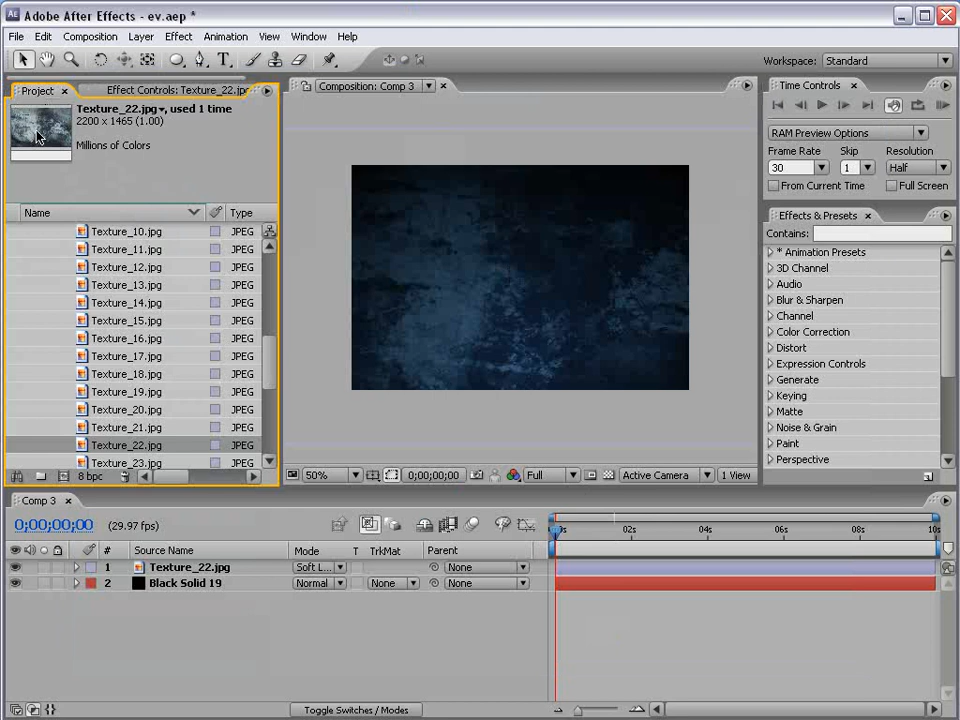 Adobe After Effects - ev.aep *
File Edit Composition Layer Effect Animation View Window Help
Workspace: Standard
Project Effect Controls: Texture_22.jpg
Texture_22.jpg, used 1 time
2200 x 1465 (1.00)
Millions of Colors
Name Type
Texture_10.jpg JPEG
Texture_11.jpg JPEG
Texture_12.jpg JPEG
Texture_13.jpg JPEG
Texture_14.jpg JPEG
Texture_15.jpg JPEG
Texture_16.jpg JPEG
Texture_17.jpg JPEG
Texture_18.jpg JPEG
Texture_19.jpg JPEG
Texture_20.jpg JPEG
Texture_21.jpg JPEG
Texture_22.jpg JPEG
Texture_23.jpg JPEG
8 bpc
Composition: Comp 3
50% 0;00;00;00 Full Active Camera 1 View
Time Controls
RAM Preview Options
Frame Rate Skip Resolution
30 1 Half
From Current Time Full Screen
Effects & Presets
Contains:
* Animation Presets
3D Channel
Audio
Blur & Sharpen
Channel
Color Correction
Distort
Expression Controls
Generate
Keying
Matte
Noise & Grain
Paint
Perspective
Comp 3
0;00;00;00 (29.97 fps)
02s 04s 06s 08s 10s
# Source Name Mode T TrkMat Parent
1 Texture_22.jpg Soft L... None
2 Black Solid 19 Normal None None
Toggle Switches / Modes